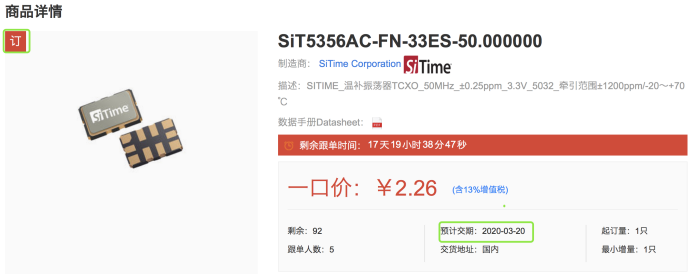 商品详情
订
SiTime
SiT5356AC-FN-33ES-50.000000
制造商： SiTime Corporation SiTime
描述：SITIME_温补振荡器TCXO_50MHz_±0.25ppm_3.3V_5032_牵引范围±1200ppm/-20～+70
℃
数据手册Datasheet：
剩余跟单时间： 17天19小时38分47秒
一口价：￥2.26 (含13%增值税)
剩余：92
预计交期：2020-03-20
起订量：1只
跟单人数：5
交货地址：国内
最小增量：1只